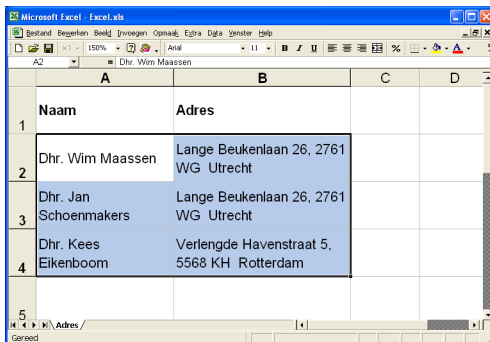 Microsoft Excel - Excel.xls
Bestand Bewerken Beeld Invoegen Opmaak Extra Data Venster Help
150% Arial 11 B I U %
A2 = Dhr. Wim Maassen
A B C D
1 Naam Adres
2 Dhr. Wim Maassen Lange Beukenlaan 26, 2761
WG Utrecht
3 Dhr. Jan Lange Beukenlaan 26, 2761
Schoenmakers WG Utrecht
4 Dhr. Kees Verlengde Havenstraat 5,
Eikenboom 5568 KH Rotterdam
5
Adres
Gereed